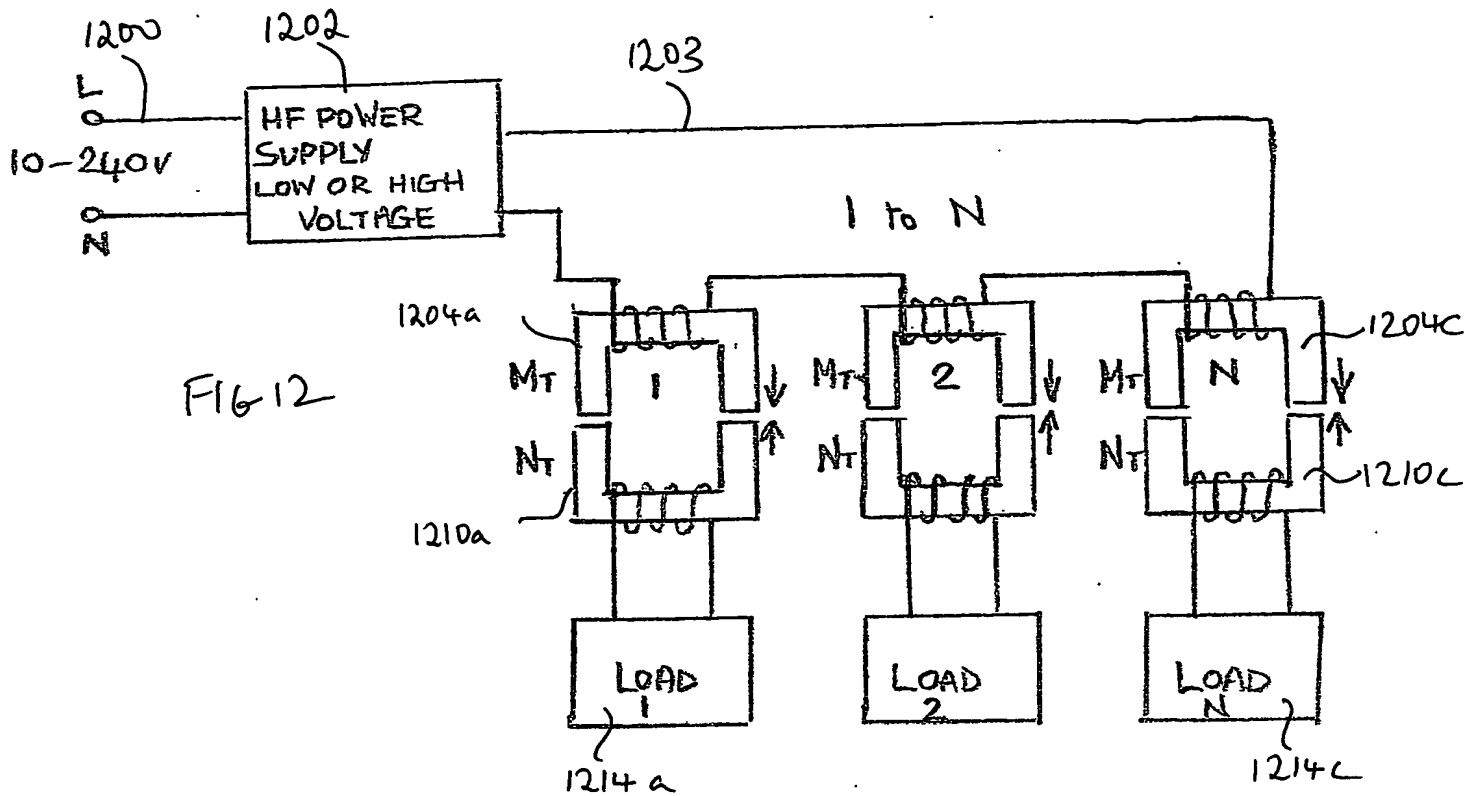 1200
1202
1203
L
10-240V
N
HF POWER
SUPPLY
LOW OR HIGH
VOLTAGE
1 to N
1204a
1204c
FIG 12
MT
1
MT
2
MT
N
NT
NT
NT
1210a
1210c
LOAD
1
LOAD
2
LOAD
N
1214a
1214c